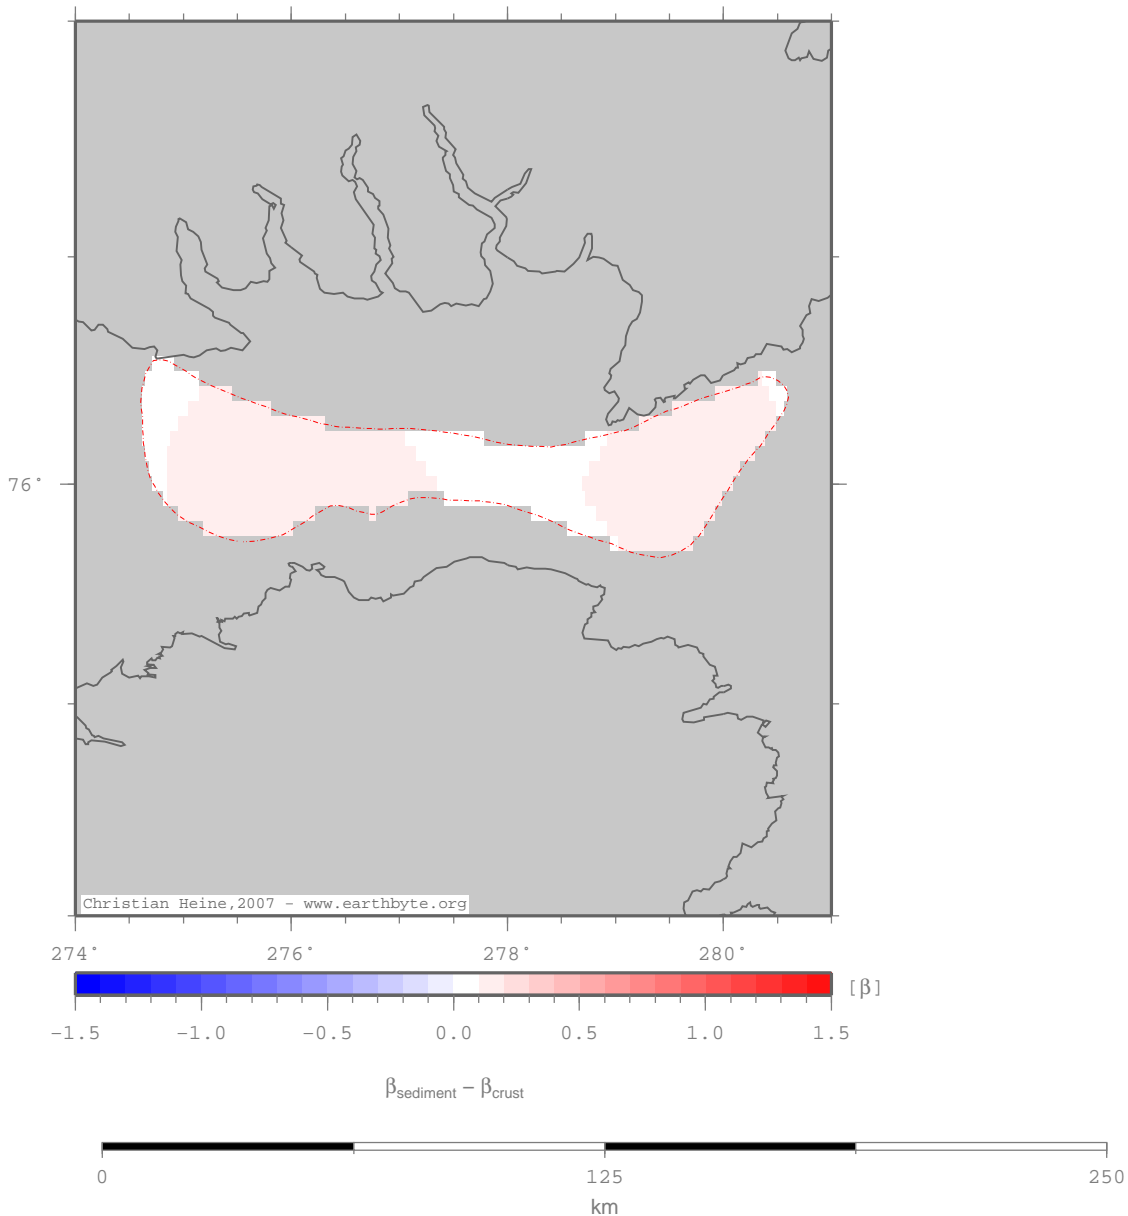 76°
Christian Heine,2007 - www.earthbyte.org
274° 276° 278° 280°
[β]
-1.5 -1.0 -0.5 0.0 0.5 1.0 1.5
βsediment − βcrust
0 125 250
km